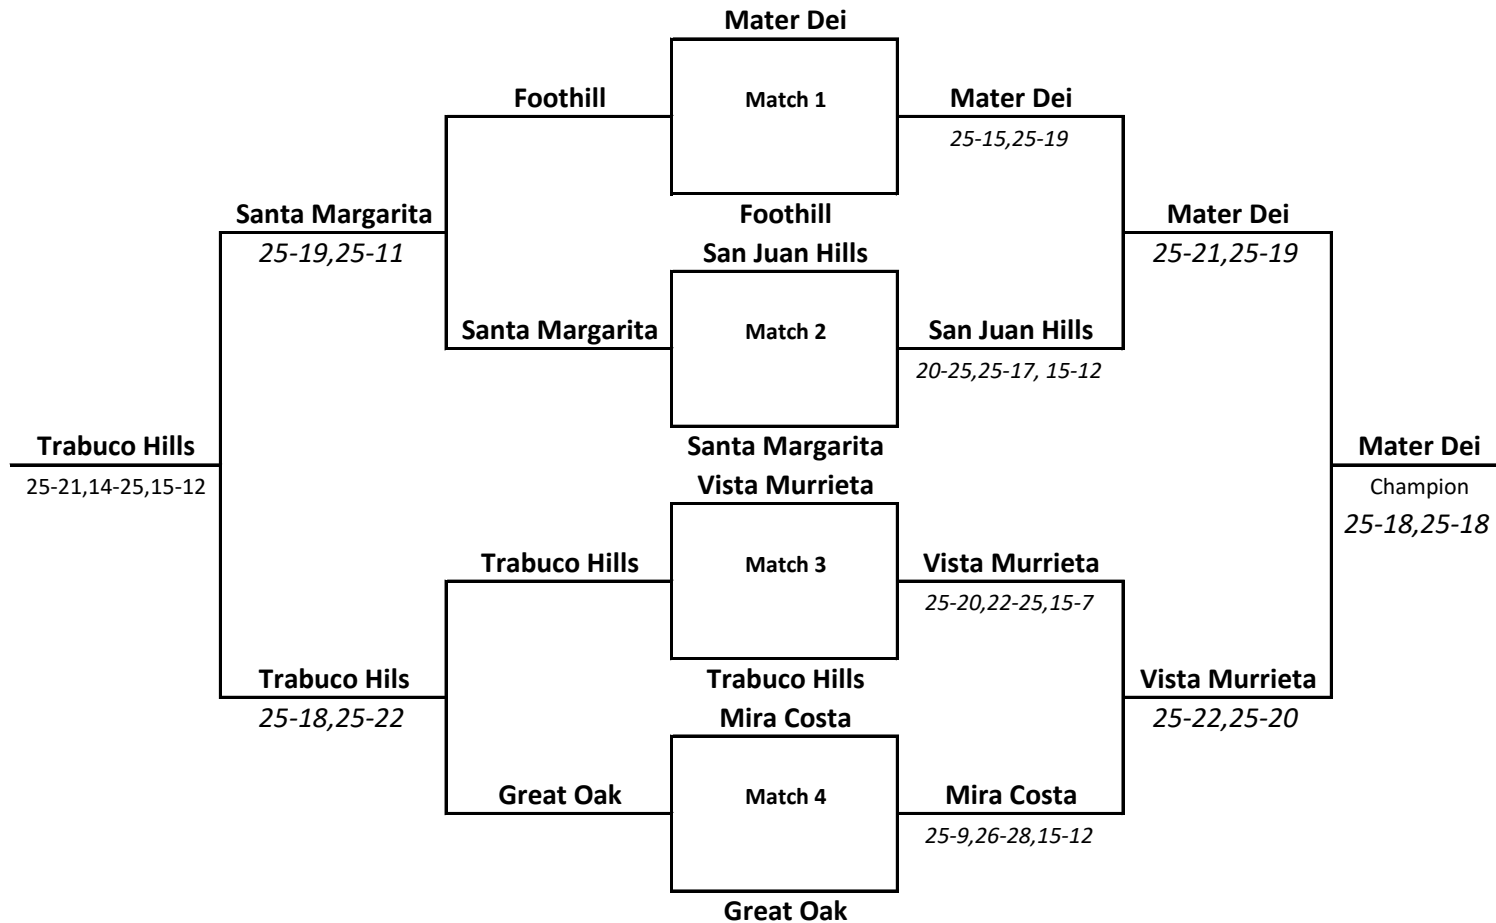 Mater Dei
Foothill
Match 1
Mater Dei
25-15,25-19
Santa Margarita
Foothill
Mater Dei
25-19,25-11
San Juan Hills
25-21,25-19
Santa Margarita
Match 2
San Juan Hills
20-25,25-17, 15-12
Trabuco Hills
Santa Margarita
Mater Dei
25-21,14-25,15-12
Vista Murrieta
Champion
25-18,25-18
Trabuco Hills
Match 3
Vista Murrieta
25-20,22-25,15-7
Trabuco Hils
Trabuco Hills
Vista Murrieta
25-18,25-22
Mira Costa
25-22,25-20
Great Oak
Match 4
Mira Costa
25-9,26-28,15-12
Great Oak